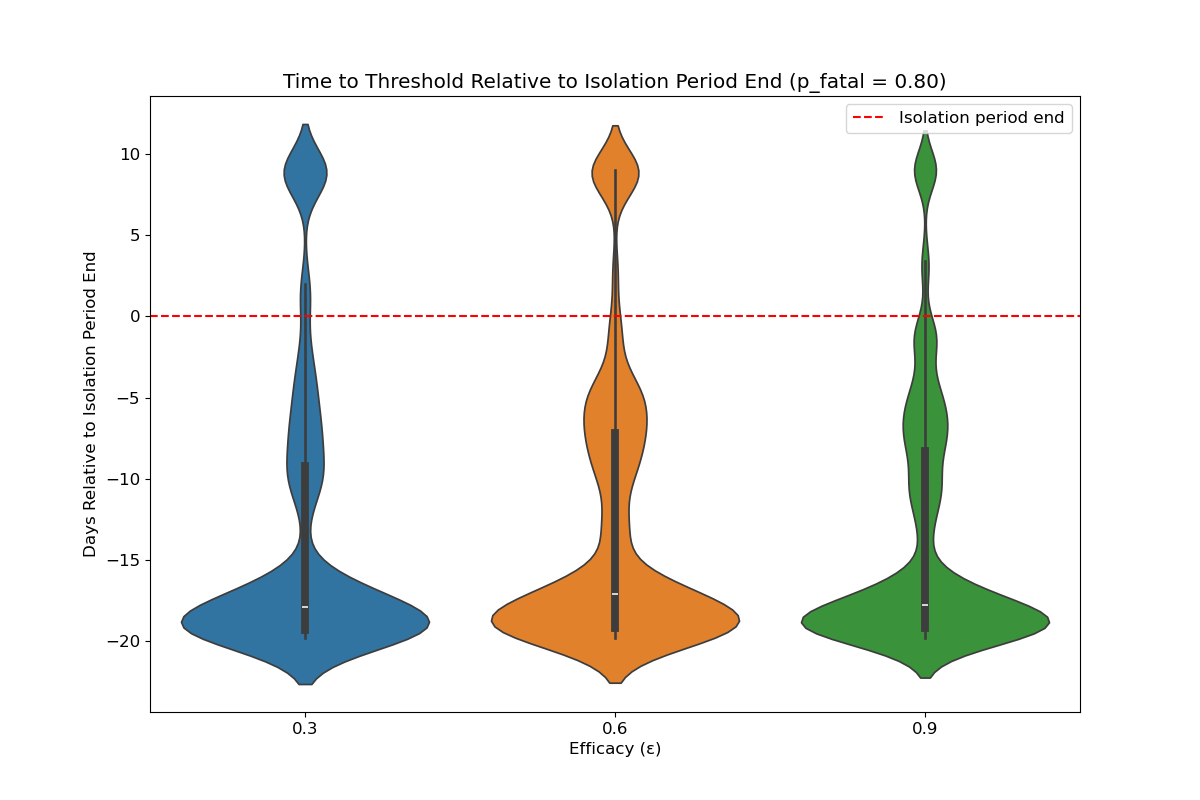 Time to Threshold Relative to Isolation Period End (p_fatal = 0.80)
Isolation period end
Days Relative to Isolation Period End
10
5
0
−5
−10
−15
−20
0.3
0.6
0.9
Efficacy (ε)